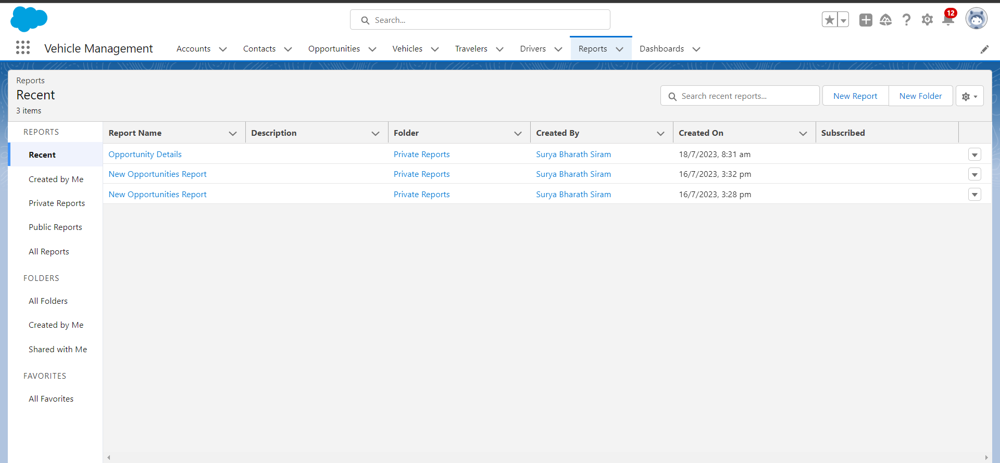 Search...
12
Vehicle Management Accounts Contacts Opportunities Vehicles Travelers Drivers Reports Dashboards
Reports
Recent
3 items
Search recent reports...
New Report
New Folder
REPORTS
Recent
Created by Me
Private Reports
Public Reports
All Reports
FOLDERS
All Folders
Created by Me
Shared with Me
FAVORITES
All Favorites
Report Name Description Folder Created By Created On Subscribed
Opportunity Details Private Reports Surya Bharath Siram 18/7/2023, 8:31 am
New Opportunities Report Private Reports Surya Bharath Siram 16/7/2023, 3:32 pm
New Opportunities Report Private Reports Surya Bharath Siram 16/7/2023, 3:28 pm